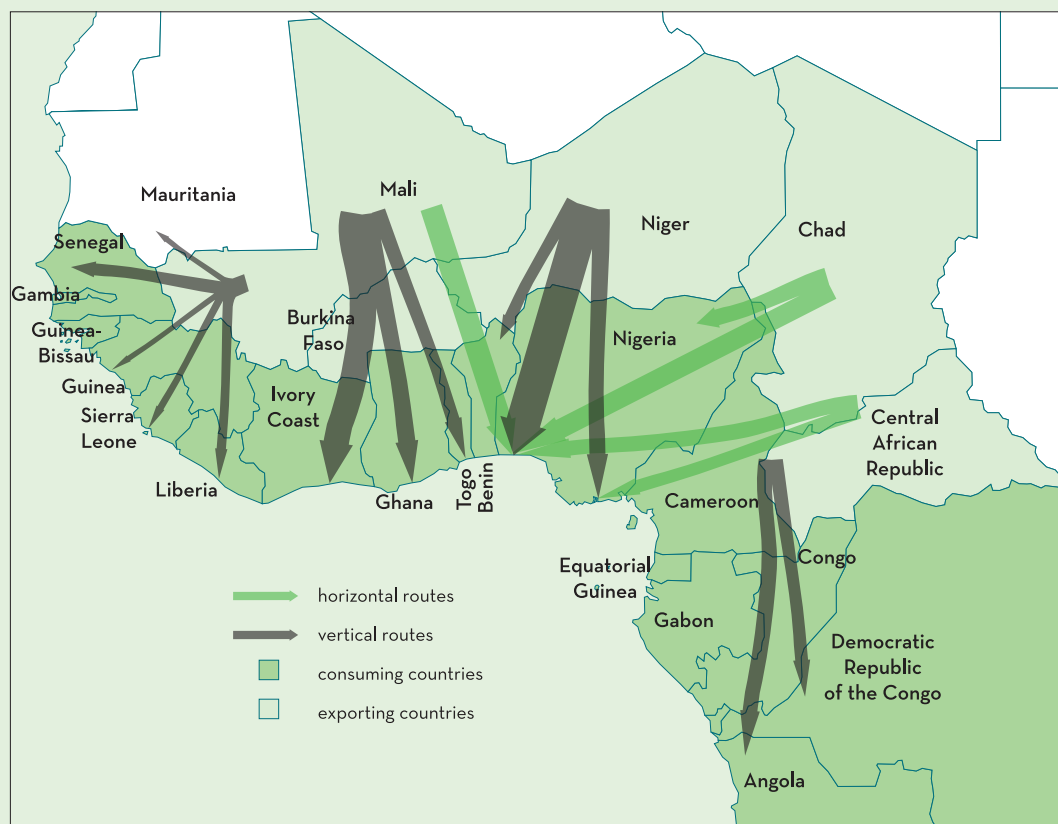 Mauritania
Mali
Niger
Chad
Senegal
Gambia
Guinea-
Bissau
Guinea
Sierra
Leone
Liberia
Burkina
Faso
Ivory
Coast
Ghana
Togo
Benin
Nigeria
Central
African
Republic
Cameroon
Equatorial
Guinea
Congo
Gabon
Democratic
Republic
of the Congo
Angola
horizontal routes
vertical routes
consuming countries
exporting countries